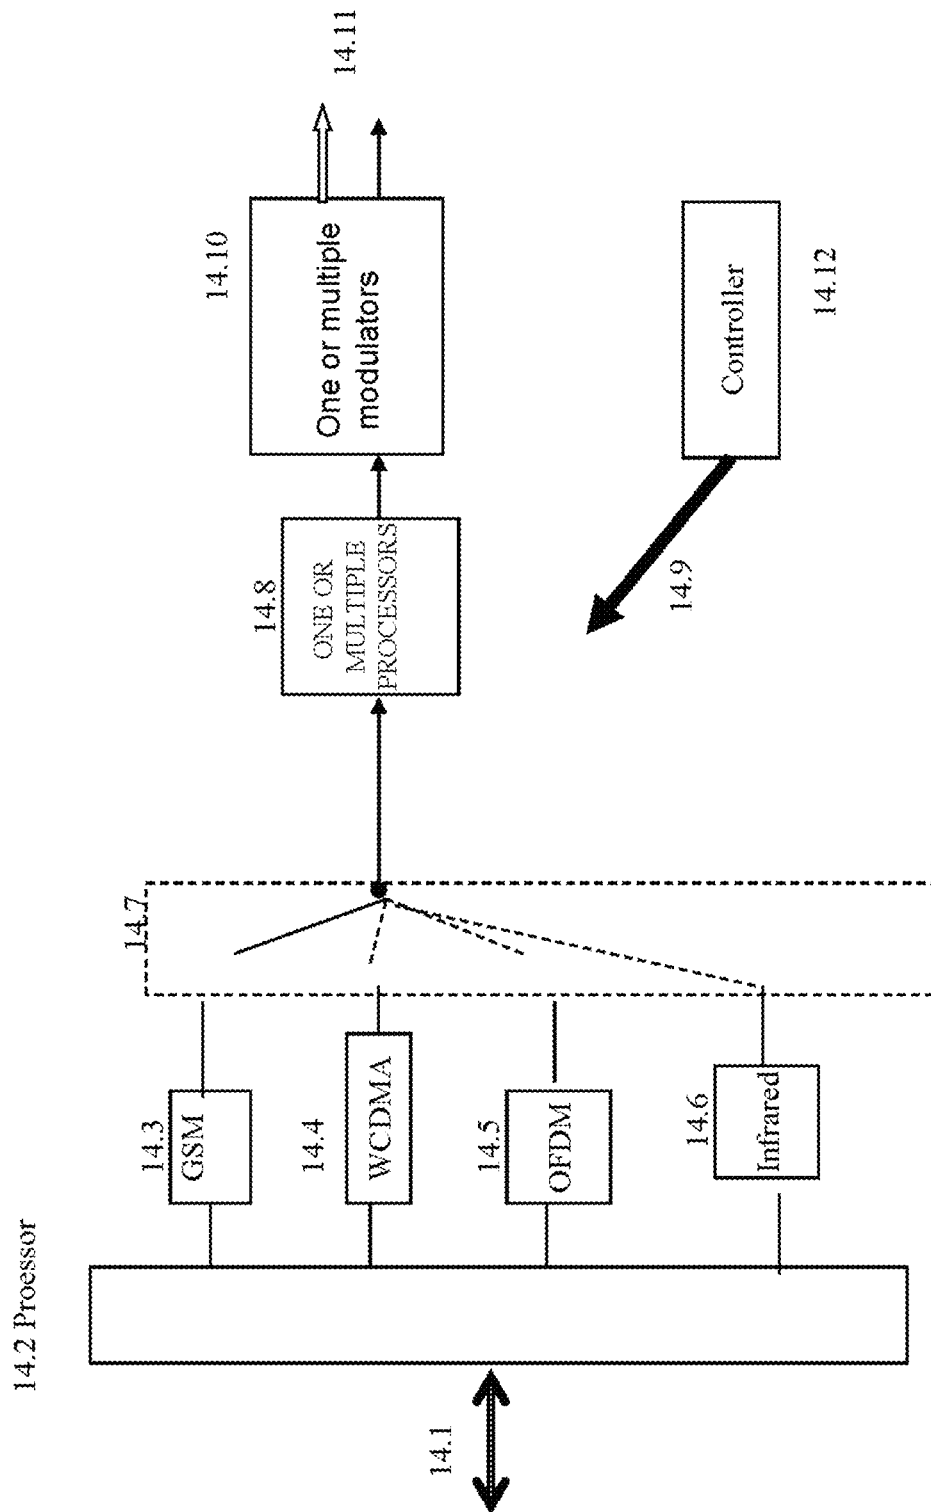 14.1
14.2 Proessor
14.3
GSM
14.4
WCDMA
14.5
OFDM
14.6
Infrared
14.7
14.8
ONE OR
MULTIPLE
PROCESSORS
14.9
14.10
One or multiple
modulators
14.11
Controller
14.12